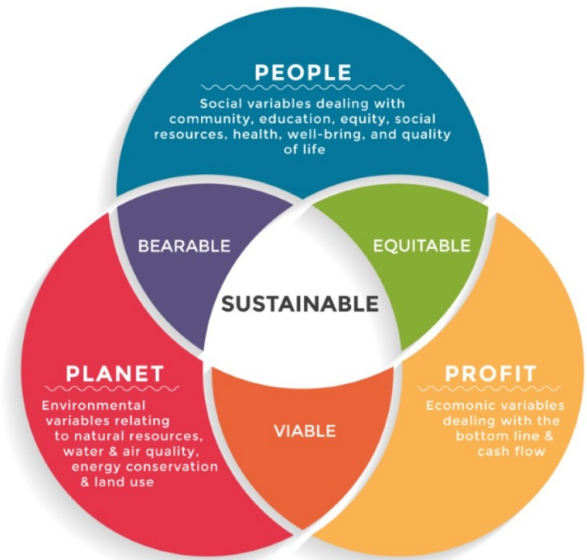 PEOPLE
Social variables dealing with
community, education, equity, social
resources, health, well-bring, and quality
of life
BEARABLE
EQUITABLE
SUSTAINABLE
PLANET
Environmental
variables relating
to natural resources,
water & air quality,
energy conservation
& land use
VIABLE
PROFIT
Ecomonic variables
dealing with the
bottom line &
cash flow